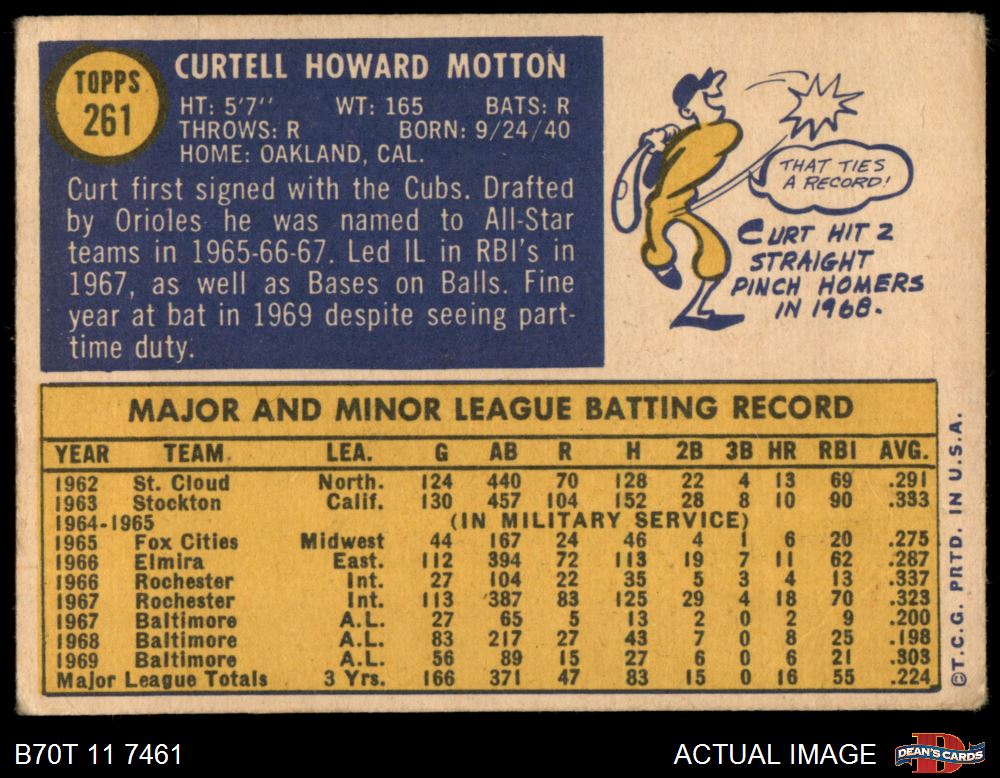 TOPPS
261
CURTELL HOWARD MOTTON
HT: 5'7" WT: 165 BATS: R
THROWS: R BORN: 9/24/40
HOME: OAKLAND, CAL.
Curt first signed with the Cubs. Drafted
by Orioles he was named to All-Star
teams in 1965-66-67. Led IL in RBI's in
1967, as well as Bases on Balls. Fine
year at bat in 1969 despite seeing part-
time duty.
THAT TIES
A RECORD!
CURT HIT 2
STRAIGHT
PINCH HOMERS
IN 1968.
MAJOR AND MINOR LEAGUE BATTING RECORD
YEAR TEAM LEA. G AB R H 2B 3B HR RBI AVG.
1962 St. Cloud North. 124 440 70 128 22 4 13 69 .291
1963 Stockton Calif. 130 457 104 152 28 8 10 90 .333
1964-1965 (IN MILITARY SERVICE)
1965 Fox Cities Midwest 44 167 24 46 4 1 6 20 .275
1966 Elmira East. 112 394 72 113 19 7 11 62 .287
1966 Rochester Int. 27 104 22 35 5 3 4 13 .337
1967 Rochester Int. 113 387 83 125 29 4 18 70 .323
1967 Baltimore A.L. 27 65 5 13 2 0 2 9 .200
1968 Baltimore A.L. 83 217 27 43 7 0 8 25 .198
1969 Baltimore A.L. 56 89 15 27 6 0 6 21 .303
Major League Totals 3 Yrs. 166 371 47 83 15 0 16 55 .224
©T.C.G. PRTD. IN U.S.A.
B70T 11 7461
ACTUAL IMAGE
DEAN'S CARDS